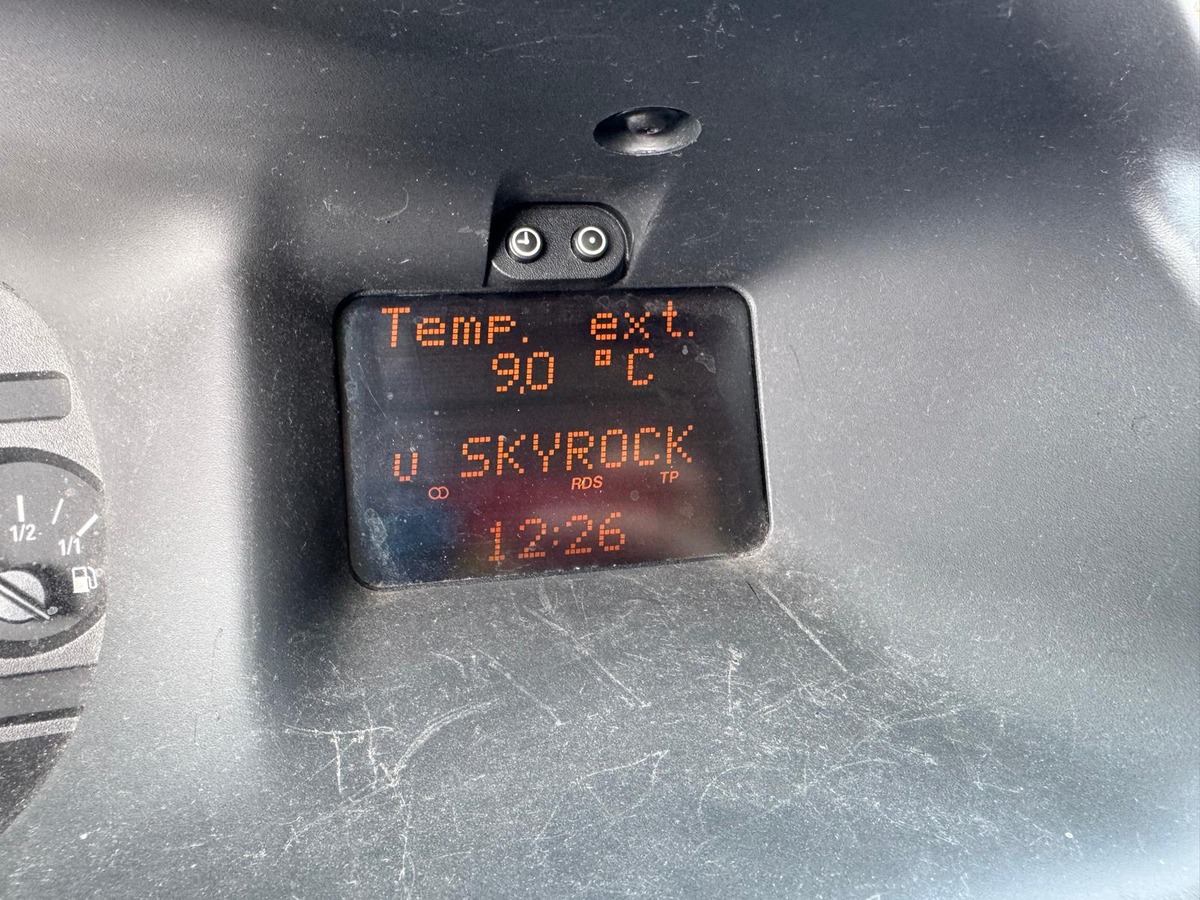 Temp. ext.
9,0 °C
U SKYROCK
RDS TP
12:26
1/2
1/1